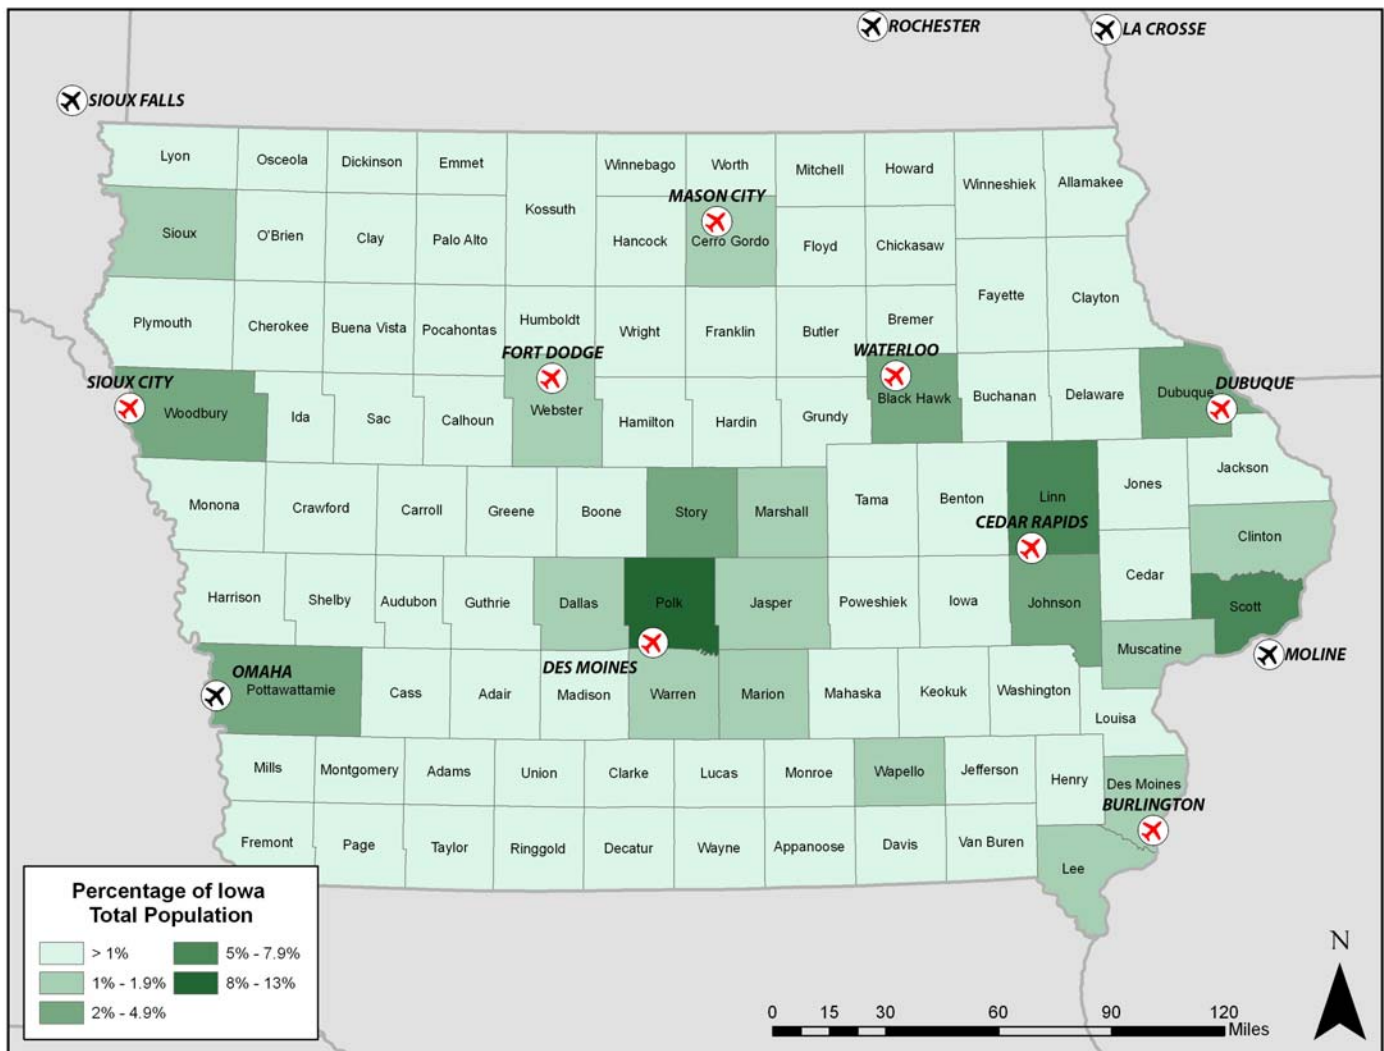 ROCHESTER
LA CROSSE
SIOUX FALLS
Lyon
Osceola
Dickinson
Emmet
Winnebago
Worth
Mitchell
Howard
Winneshiek
Allamakee
MASON CITY
Kossuth
Sioux
O'Brien
Clay
Palo Alto
Hancock
Cerro Gordo
Floyd
Chickasaw
Fayette
Clayton
Plymouth
Cherokee
Buena Vista
Pocahontas
Humboldt
Wright
Franklin
Butler
Bremer
FORT DODGE
WATERLOO
SIOUX CITY
DUBUQUE
Woodbury
Ida
Sac
Calhoun
Webster
Hamilton
Hardin
Grundy
Black Hawk
Buchanan
Delaware
Dubuque
Jackson
Monona
Crawford
Carroll
Greene
Boone
Story
Marshall
Tama
Benton
Linn
Jones
CEDAR RAPIDS
Clinton
Harrison
Shelby
Audubon
Guthrie
Dallas
Polk
Jasper
Poweshiek
Iowa
Johnson
Cedar
Scott
Muscatine
MOLINE
OMAHA
DES MOINES
Pottawattamie
Cass
Adair
Madison
Warren
Marion
Mahaska
Keokuk
Washington
Louisa
Mills
Montgomery
Adams
Union
Clarke
Lucas
Monroe
Wapello
Jefferson
Henry
Des Moines
BURLINGTON
Fremont
Page
Taylor
Ringgold
Decatur
Wayne
Appanoose
Davis
Van Buren
Lee
Percentage of Iowa
Total Population
> 1%
1% - 1.9%
2% - 4.9%
5% - 7.9%
8% - 13%
N
0 15 30 60 90 120
Miles